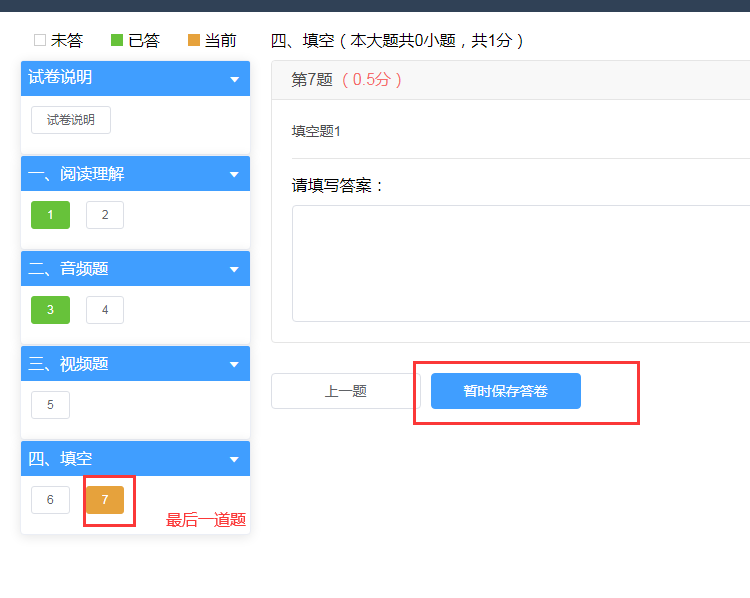 未答 已答 当前
试卷说明
试卷说明
一、阅读理解
1 2
二、音频题
3 4
三、视频题
5
四、填空
6 7
最后一道题
四、填空（本大题共0小题，共1分）
第7题（0.5分）
填空题1
请填写答案：
上一题 暂时保存答卷